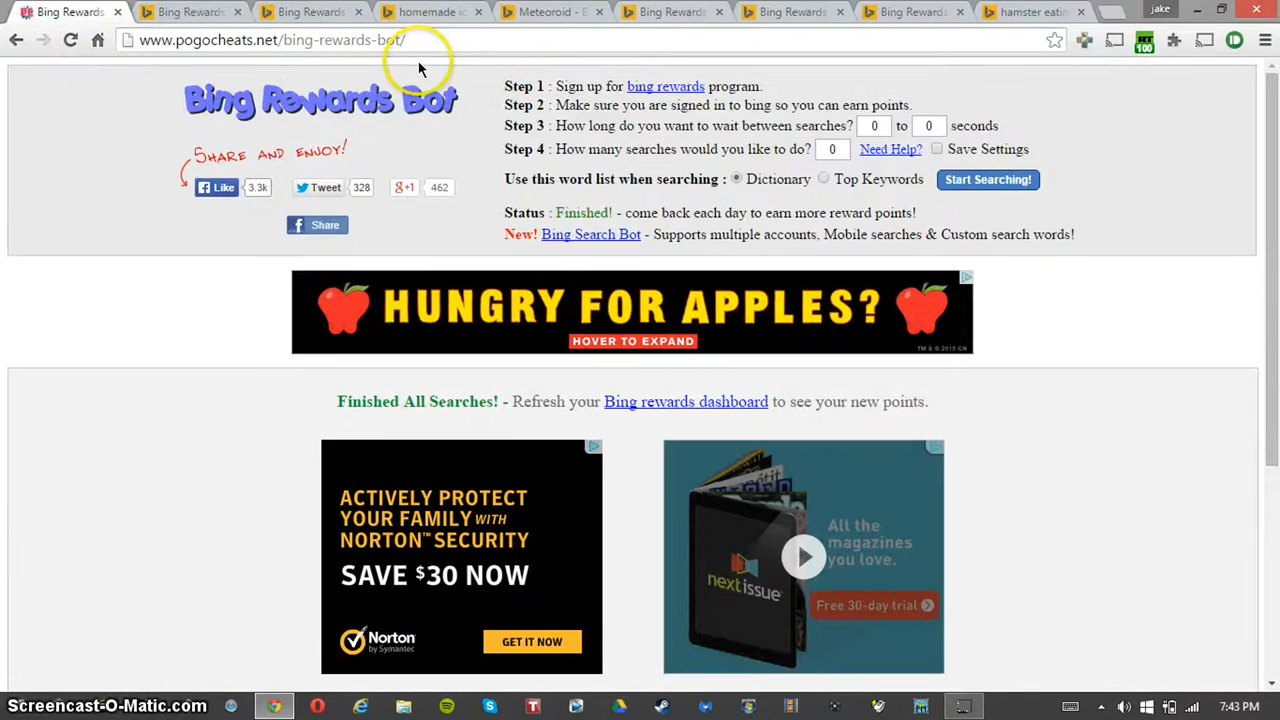 Bing Rewards
Bing Rewards
Bing Rewards
homemade ic
Meteoroid - B
Bing Rewards
Bing Rewards
Bing Rewards
hamster eatin
jake
www.pogocheats.net/bing-rewards-bot/
100
Bing Rewards Bot
SHARE AND ENJOY!
Like 3.3k
Tweet 328
g+1 462
Share
Step 1 : Sign up for bing rewards program.
Step 2 : Make sure you are signed in to bing so you can earn points.
Step 3 : How long do you want to wait between searches? 0 to 0 seconds
Step 4 : How many searches would you like to do? 0 Need Help? Save Settings
Use this word list when searching : Dictionary Top Keywords Start Searching!
Status : Finished! - come back each day to earn more reward points!
New! Bing Search Bot - Supports multiple accounts, Mobile searches & Custom search words!
HUNGRY FOR APPLES?
HOVER TO EXPAND
TM & © 2015 CN
Finished All Searches! - Refresh your Bing rewards dashboard to see your new points.
ACTIVELY PROTECT
YOUR FAMILY WITH
NORTON™ SECURITY
SAVE $30 NOW
Norton
by Symantec
GET IT NOW
next issue
All the
magazines
you love.
Free 30-day trial
Screencast-O-Matic.com
7:43 PM